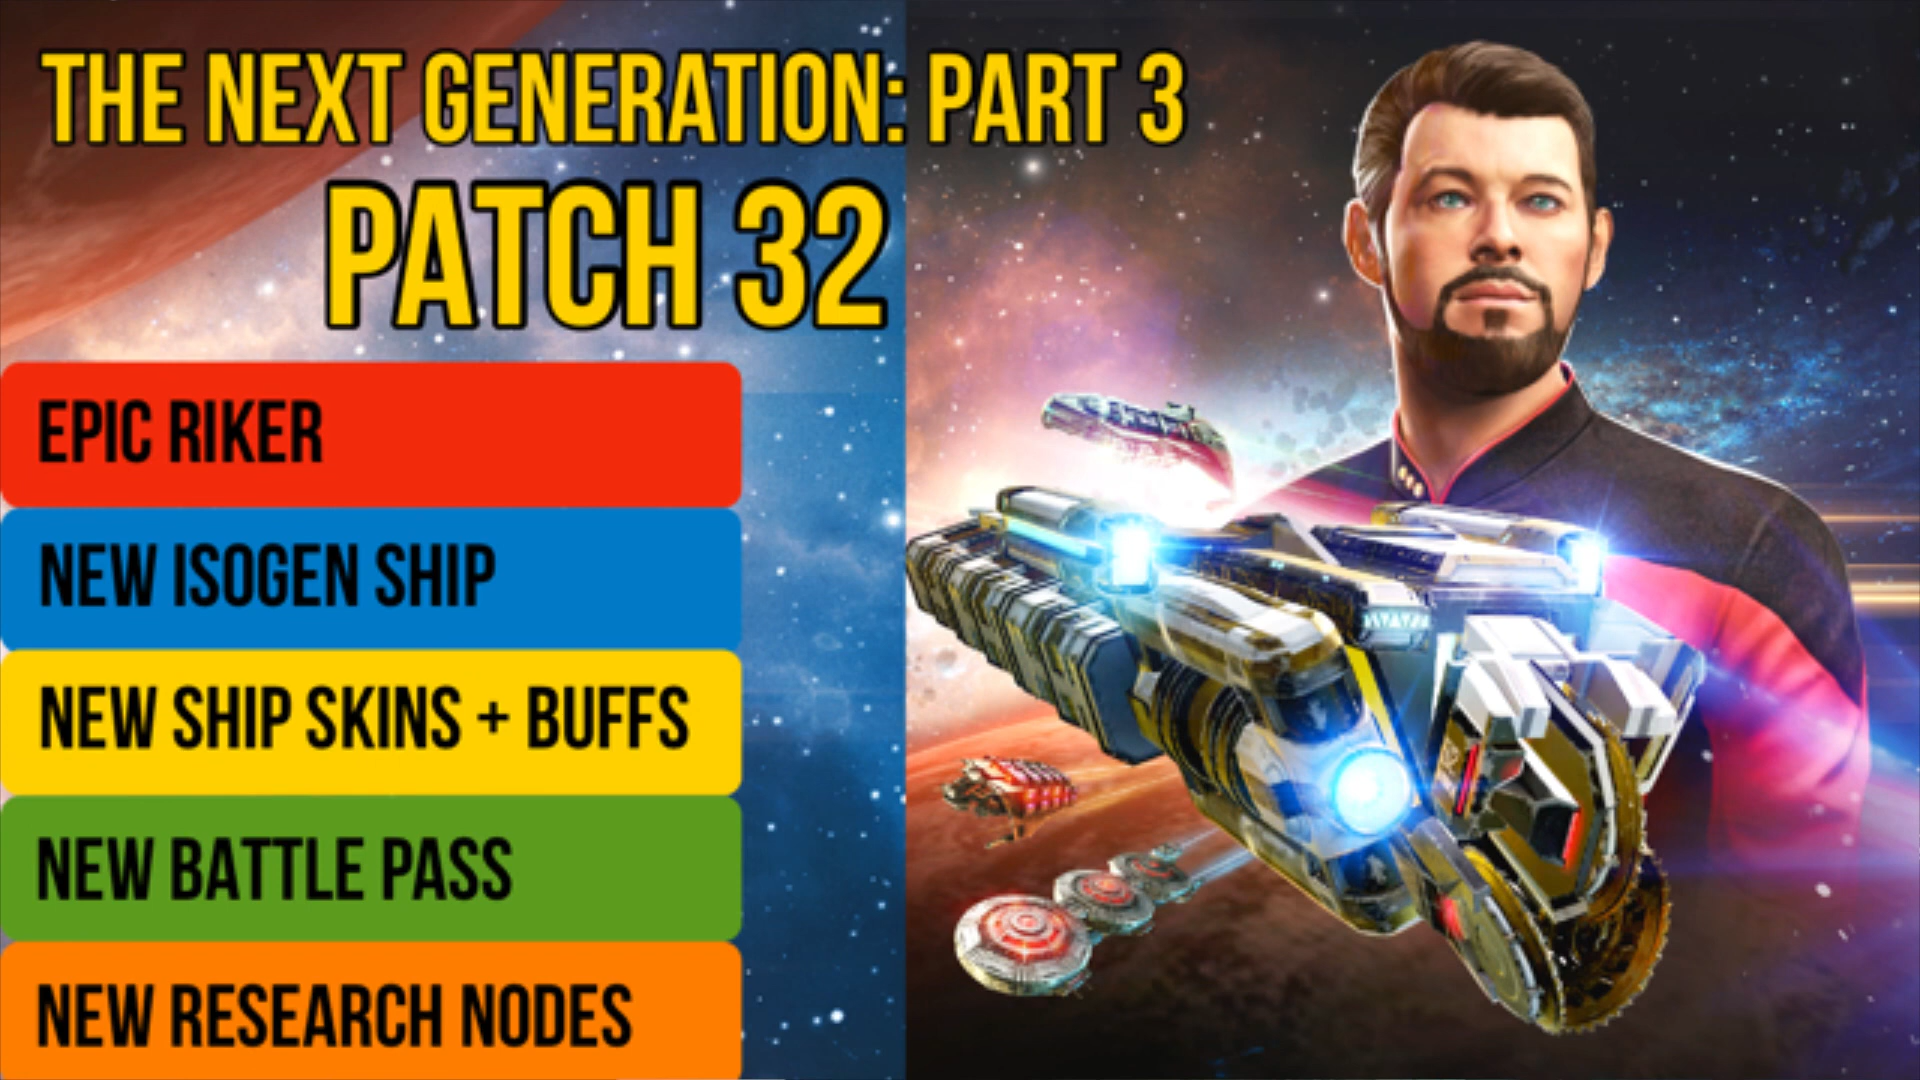 THE NEXT GENERATION: PART 3
PATCH 32
EPIC RIKER
NEW ISOGEN SHIP
NEW SHIP SKINS + BUFFS
NEW BATTLE PASS
NEW RESEARCH NODES